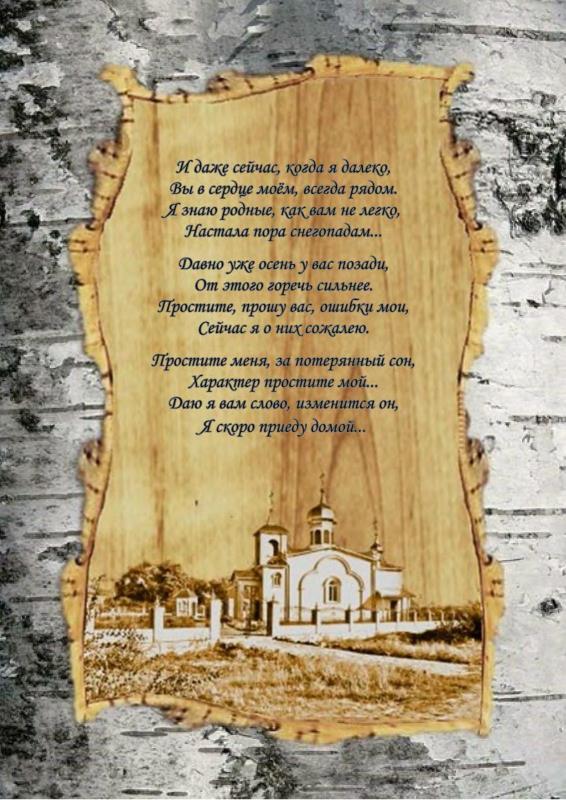 И даже сейчас, когда я далеко,
Вы в сердце моём, всегда рядом.
Я знаю родные, как вам не легко,
Настала пора снегопадам...
Давно уже осень у вас позади,
От этого горечь сильнее.
Простите, прошу вас, ошибки мои,
Сейчас я о них сожалею.
Простите меня, за потерянный сон,
Характер простите мой...
Даю я вам слово, изменится он,
Я скоро приеду домой...